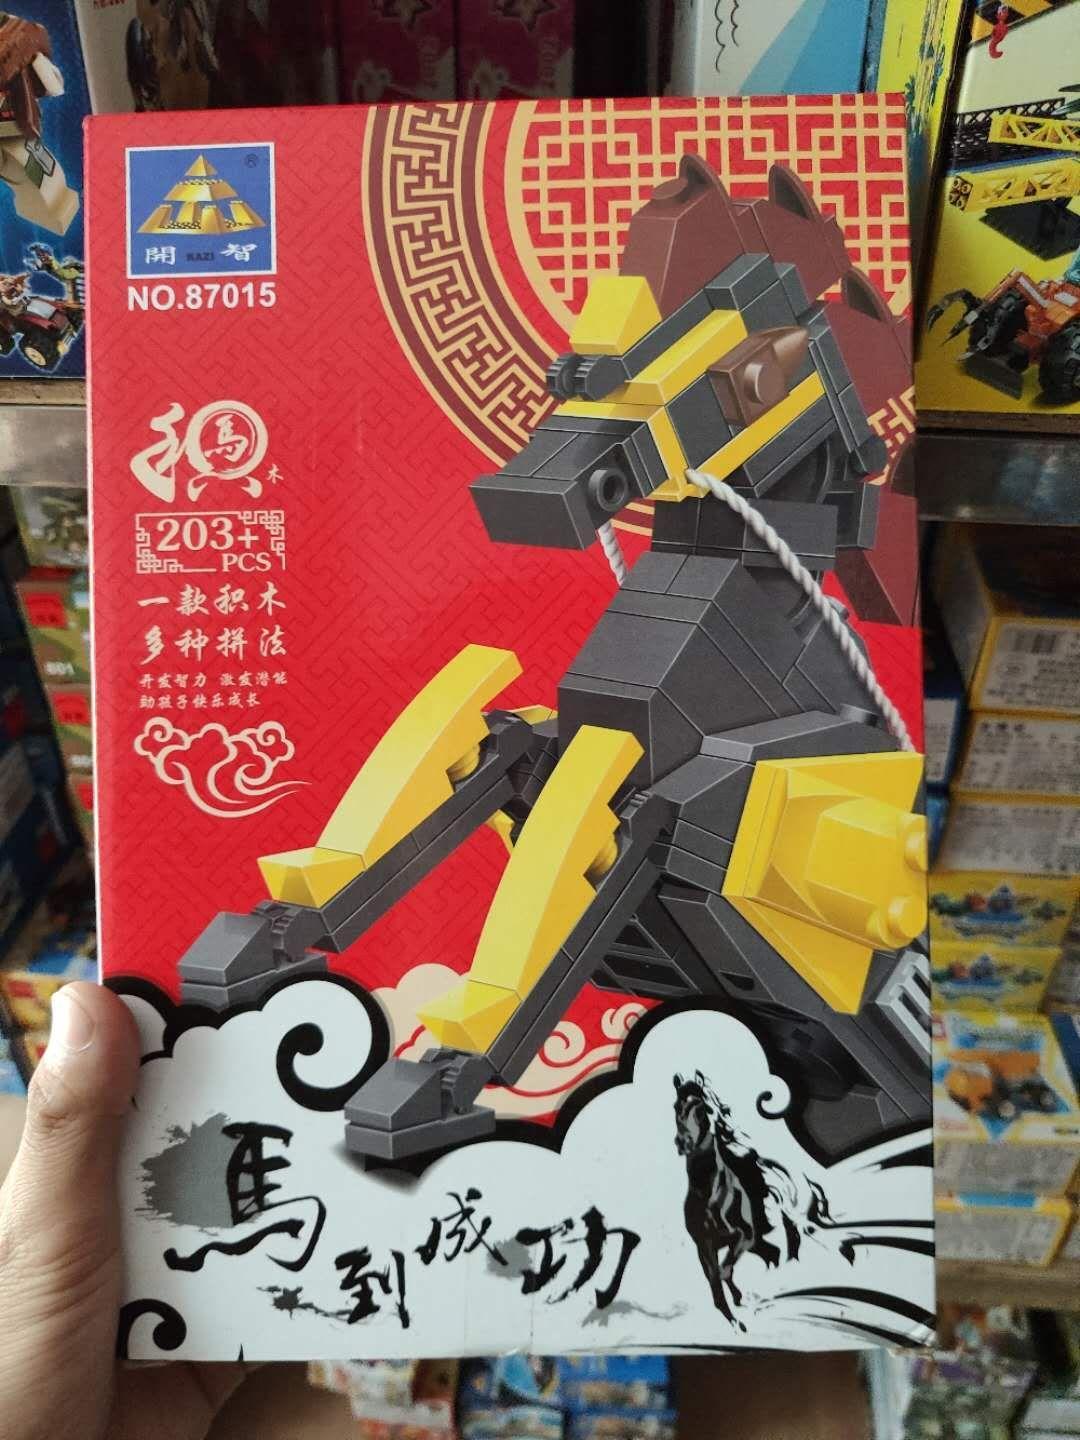 開 KAZI 智
®
NO.87015
积
馬
木
203+
PCS
一款积木
多种拼法
开发智力 激发潜能
助孩子快乐成长
馬到成功